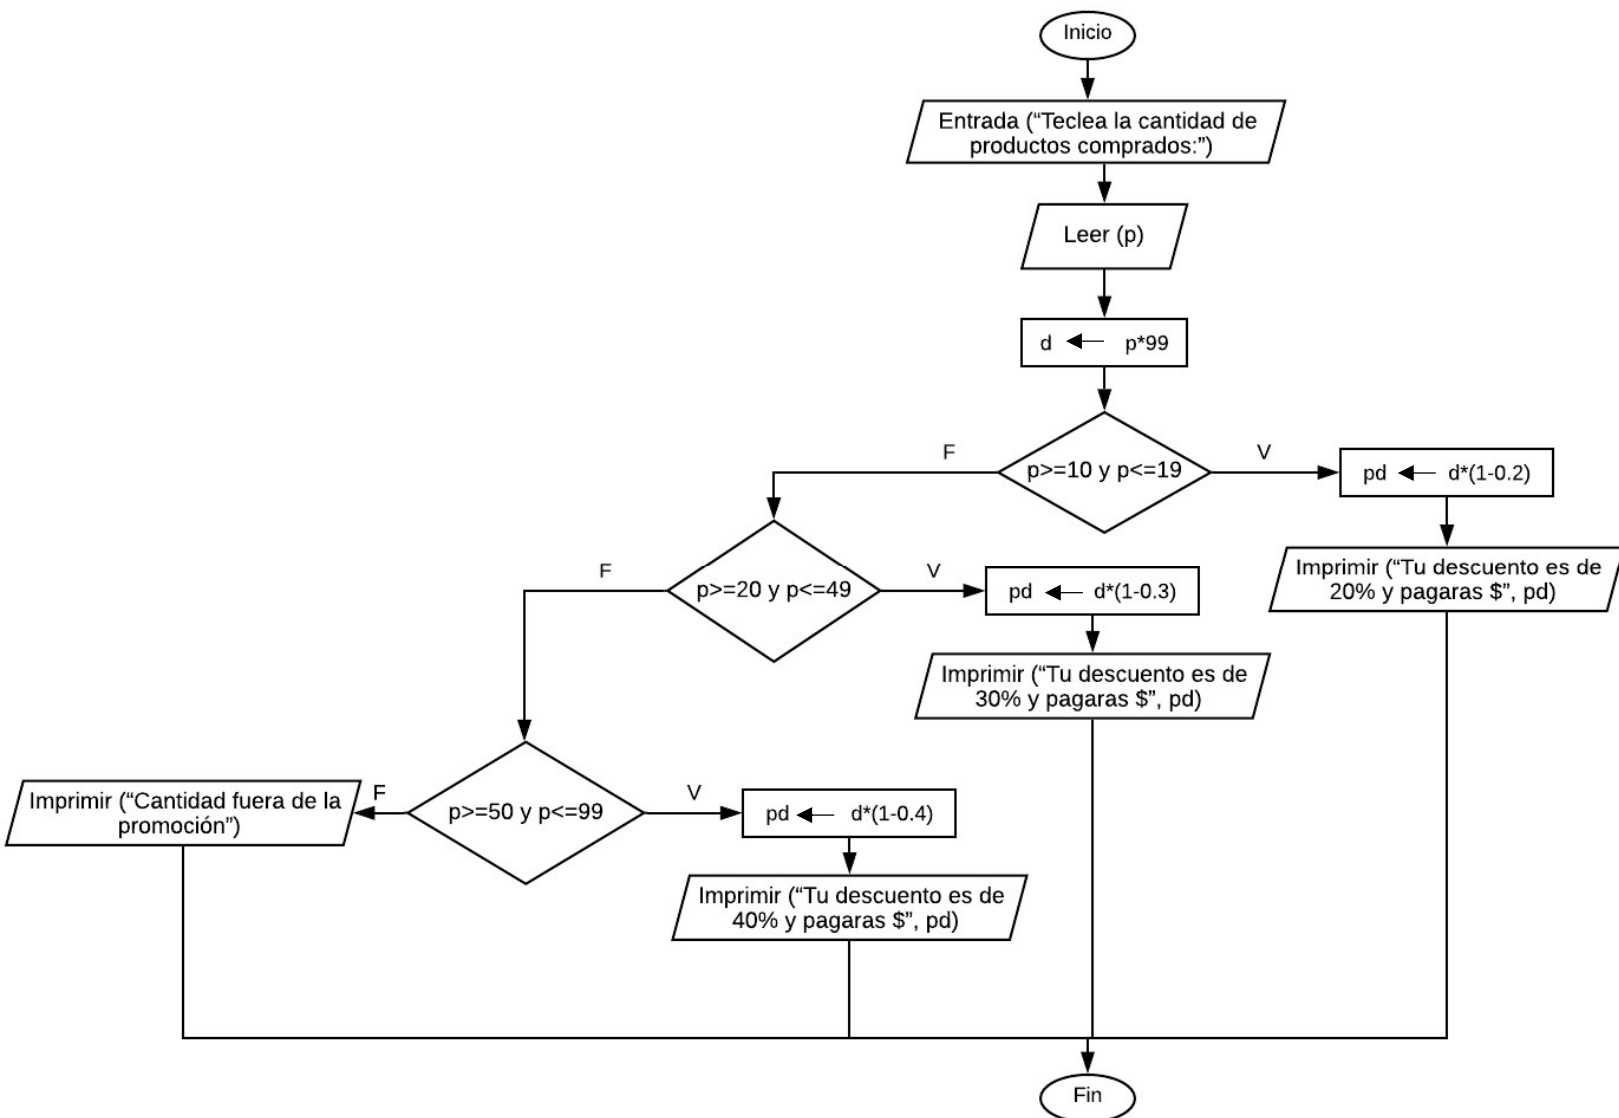 Inicio
Entrada (“Teclea la cantidad de
productos comprados:”)
Leer (p)
d p*99
p>=10 y p<=19
F
V
pd d*(1-0.2)
Imprimir (“Tu descuento es de
20% y pagaras $”, pd)
p>=20 y p<=49
F
V
pd d*(1-0.3)
Imprimir (“Tu descuento es de
30% y pagaras $”, pd)
p>=50 y p<=99
F
V
Imprimir (“Cantidad fuera de la
promoción”)
pd d*(1-0.4)
Imprimir (“Tu descuento es de
40% y pagaras $”, pd)
Fin